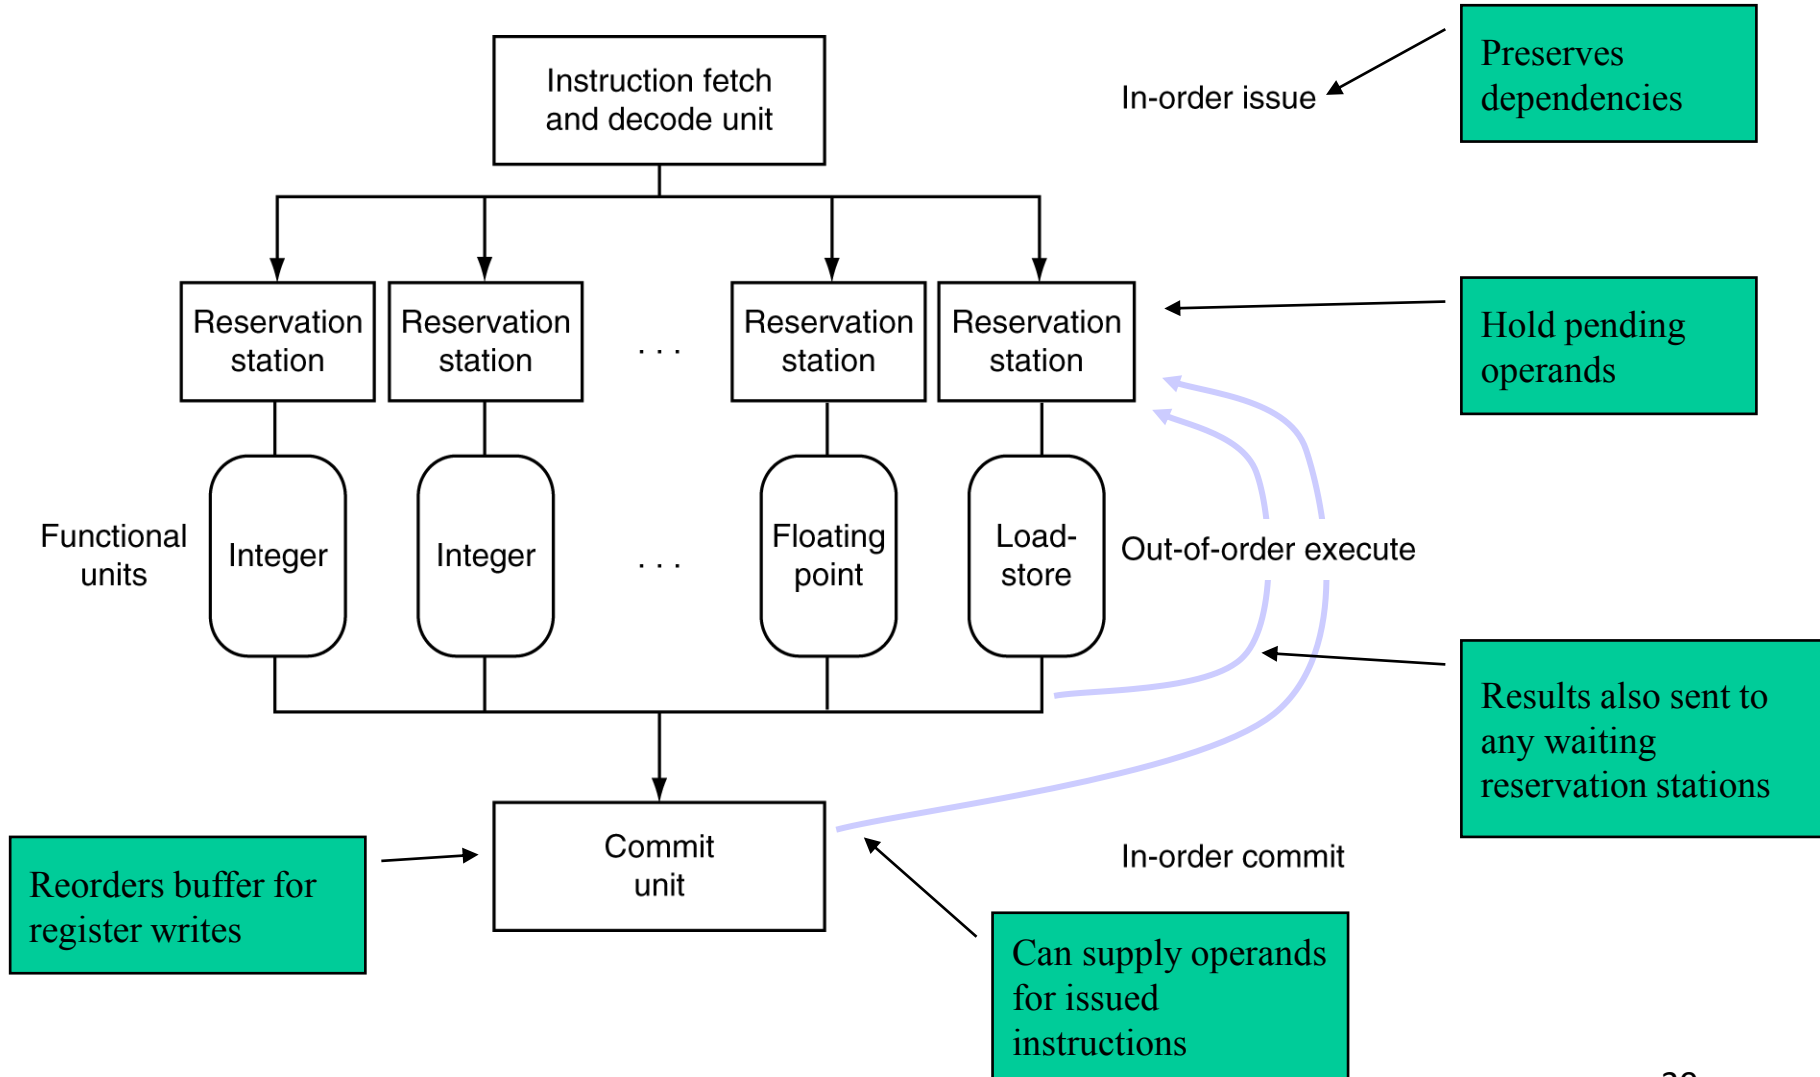 Instruction fetch
and decode unit
In-order issue
Preserves
dependencies
Reservation
station
Reservation
station
. . .
Reservation
station
Reservation
station
Hold pending
operands
Functional
units
Integer
Integer
. . .
Floating
point
Load-
store
Out-of-order execute
Results also sent to
any waiting
reservation stations
Commit
unit
In-order commit
Reorders buffer for
register writes
Can supply operands
for issued
instructions